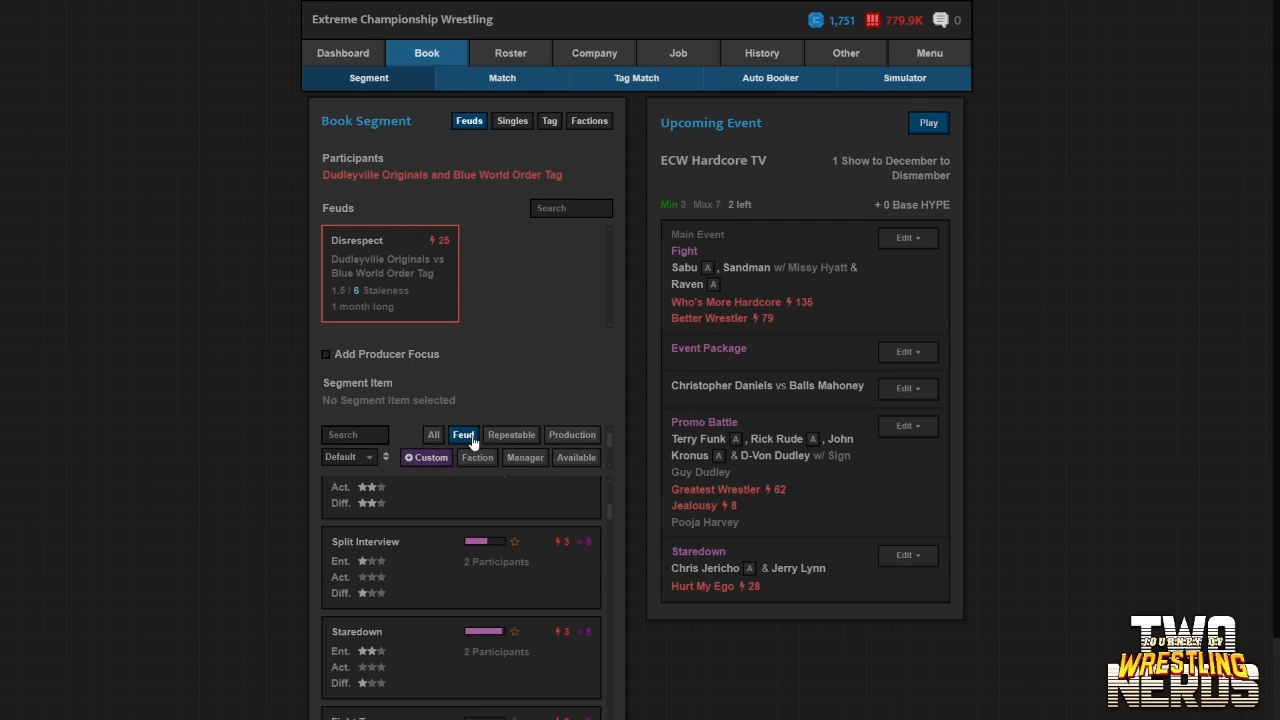 Extreme Championship Wrestling
1,751 779.9K 0
Dashboard Book Roster Company Job History Other Menu
Segment Match Tag Match Auto Booker Simulator
Book Segment Feuds Singles Tag Factions
Participants
Dudleyville Originals and Blue World Order Tag
Feuds Search
Disrespect 25
Dudleyville Originals vs
Blue World Order Tag
1.5 / 6 Staleness
1 month long
Add Producer Focus
Segment Item
No Segment Item selected
Search All Feud Repeatable Production
Default Custom Faction Manager Available
Act.
Diff.
Split Interview 3
Ent. 2 Participants
Act.
Diff.
Staredown 3
Ent. 2 Participants
Act.
Diff.
Upcoming Event Play
ECW Hardcore TV 1 Show to December to
Dismember
Min 3 Max 7 2 left + 0 Base HYPE
Main Event Edit
Fight
Sabu A , Sandman w/ Missy Hyatt &
Raven A
Who's More Hardcore 135
Better Wrestler 79
Event Package Edit
Christopher Daniels vs Balls Mahoney Edit
Promo Battle Edit
Terry Funk A , Rick Rude A , John
Kronus A & D-Von Dudley w/ Sign
Guy Dudley
Greatest Wrestler 62
Jealousy 8
Pooja Harvey
Staredown Edit
Chris Jericho A & Jerry Lynn
Hurt My Ego 28
TWO
JOURNEY OF
WRESTLING
NERDS